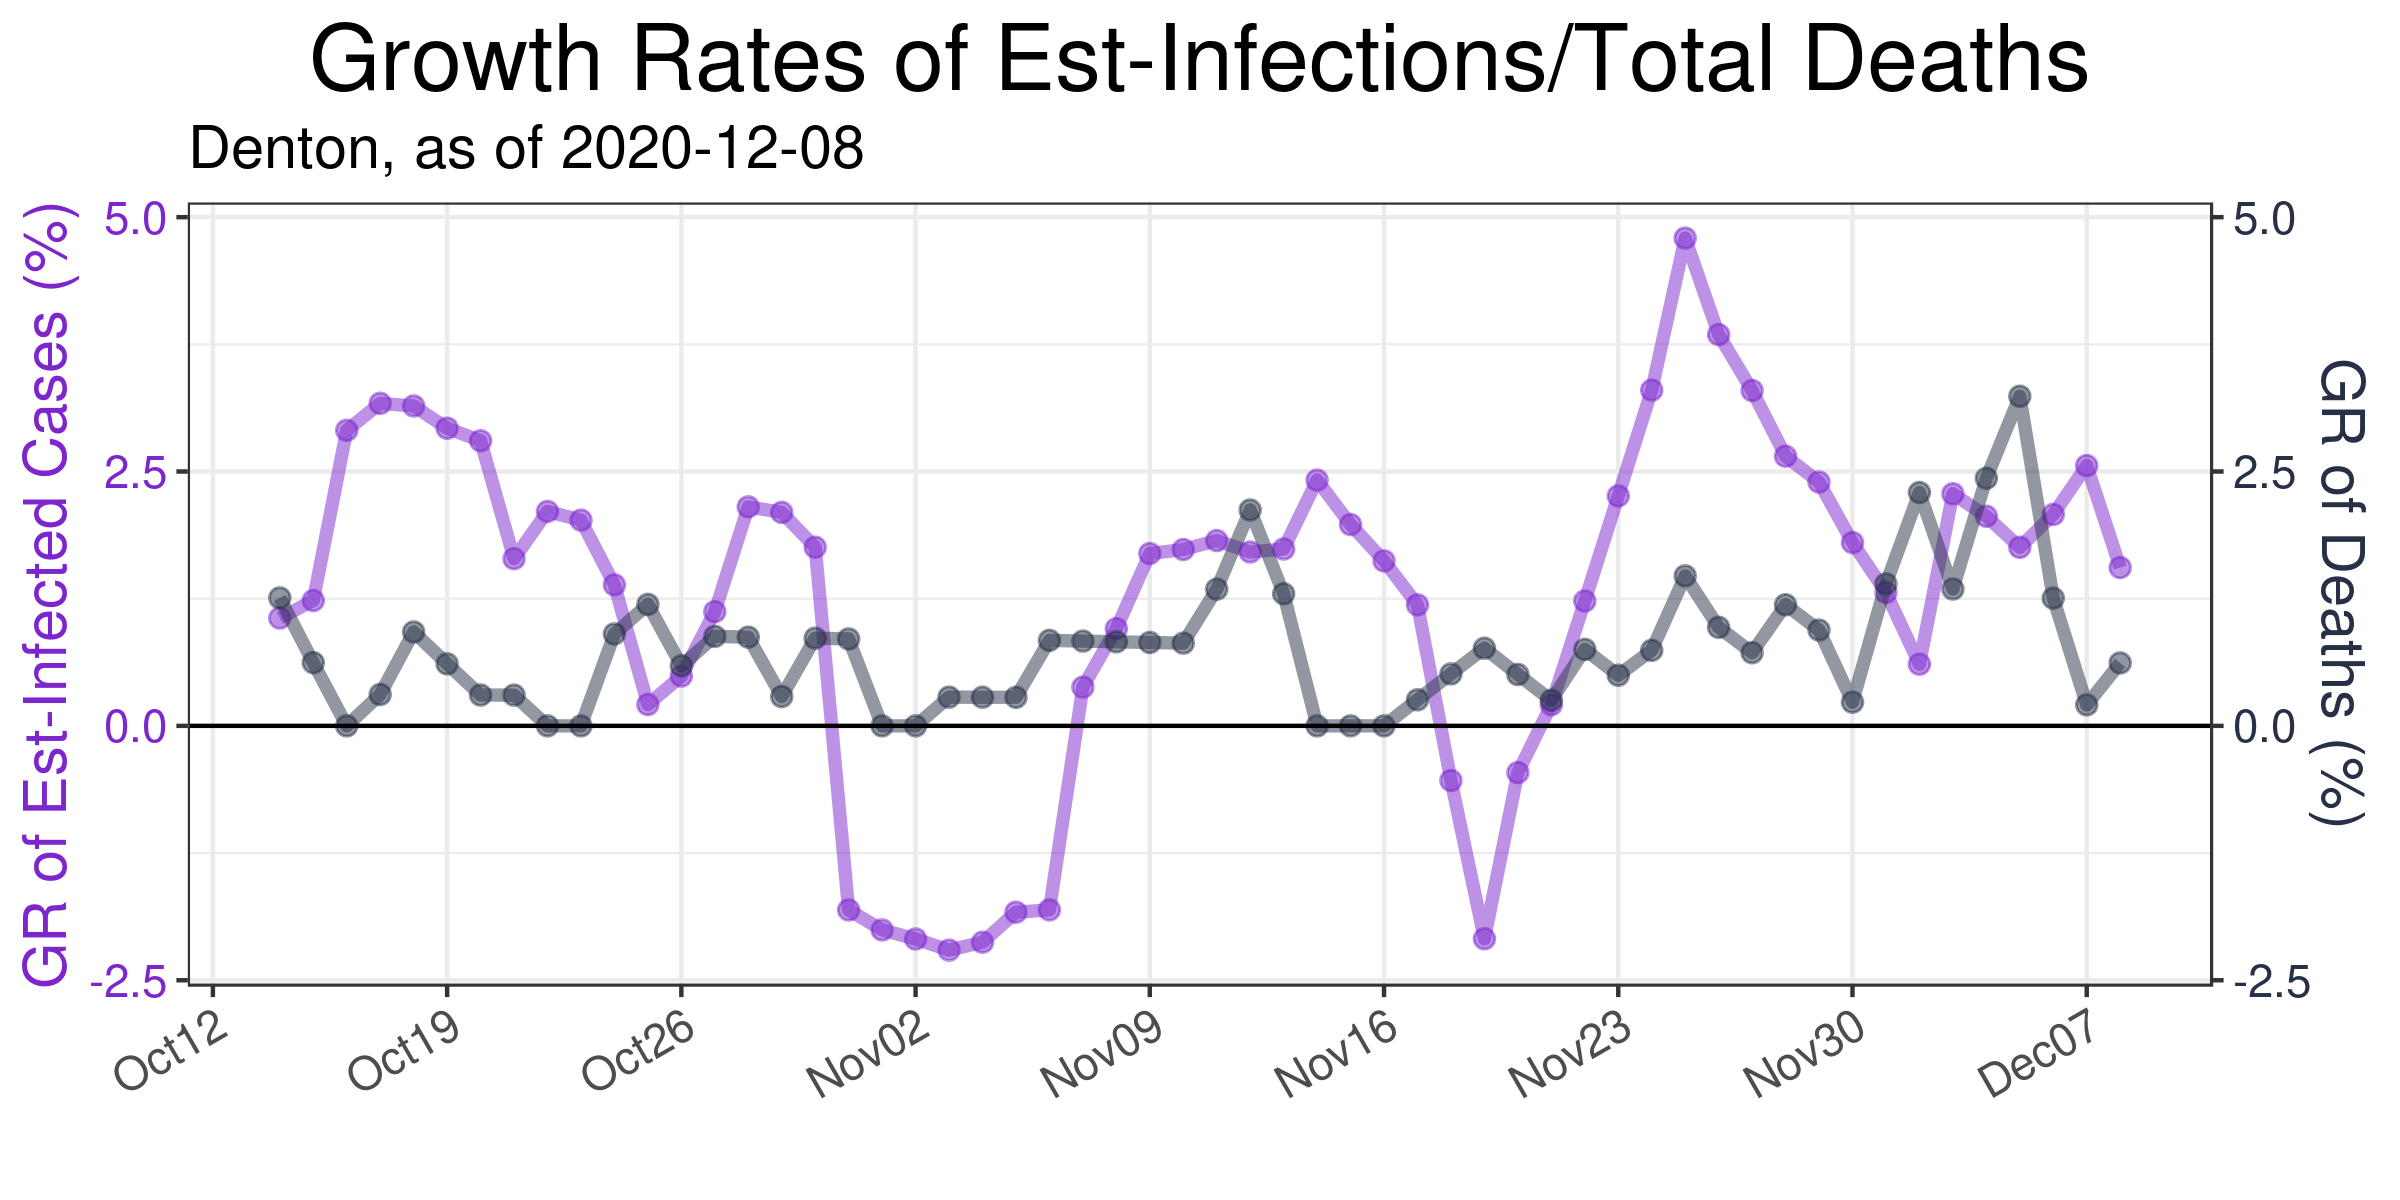 Growth Rates of Est-Infections/Total Deaths
Denton, as of 2020-12-08
GR of Est-Infected Cases (%)
5.0
2.5
0.0
-2.5
5.0
2.5
0.0
-2.5
GR of Deaths (%)
Oct12
Oct19
Oct26
Nov02
Nov09
Nov16
Nov23
Nov30
Dec07